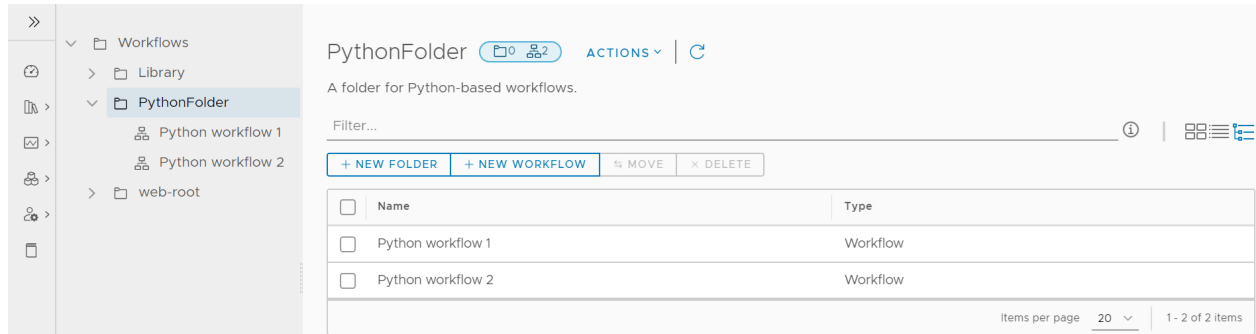 Workflows
Library
PythonFolder
Python workflow 1
Python workflow 2
web-root
PythonFolder 0 2 ACTIONS
A folder for Python-based workflows.
Filter...
+ NEW FOLDER + NEW WORKFLOW MOVE × DELETE
Name Type
Python workflow 1 Workflow
Python workflow 2 Workflow
Items per page 20 1 - 2 of 2 items